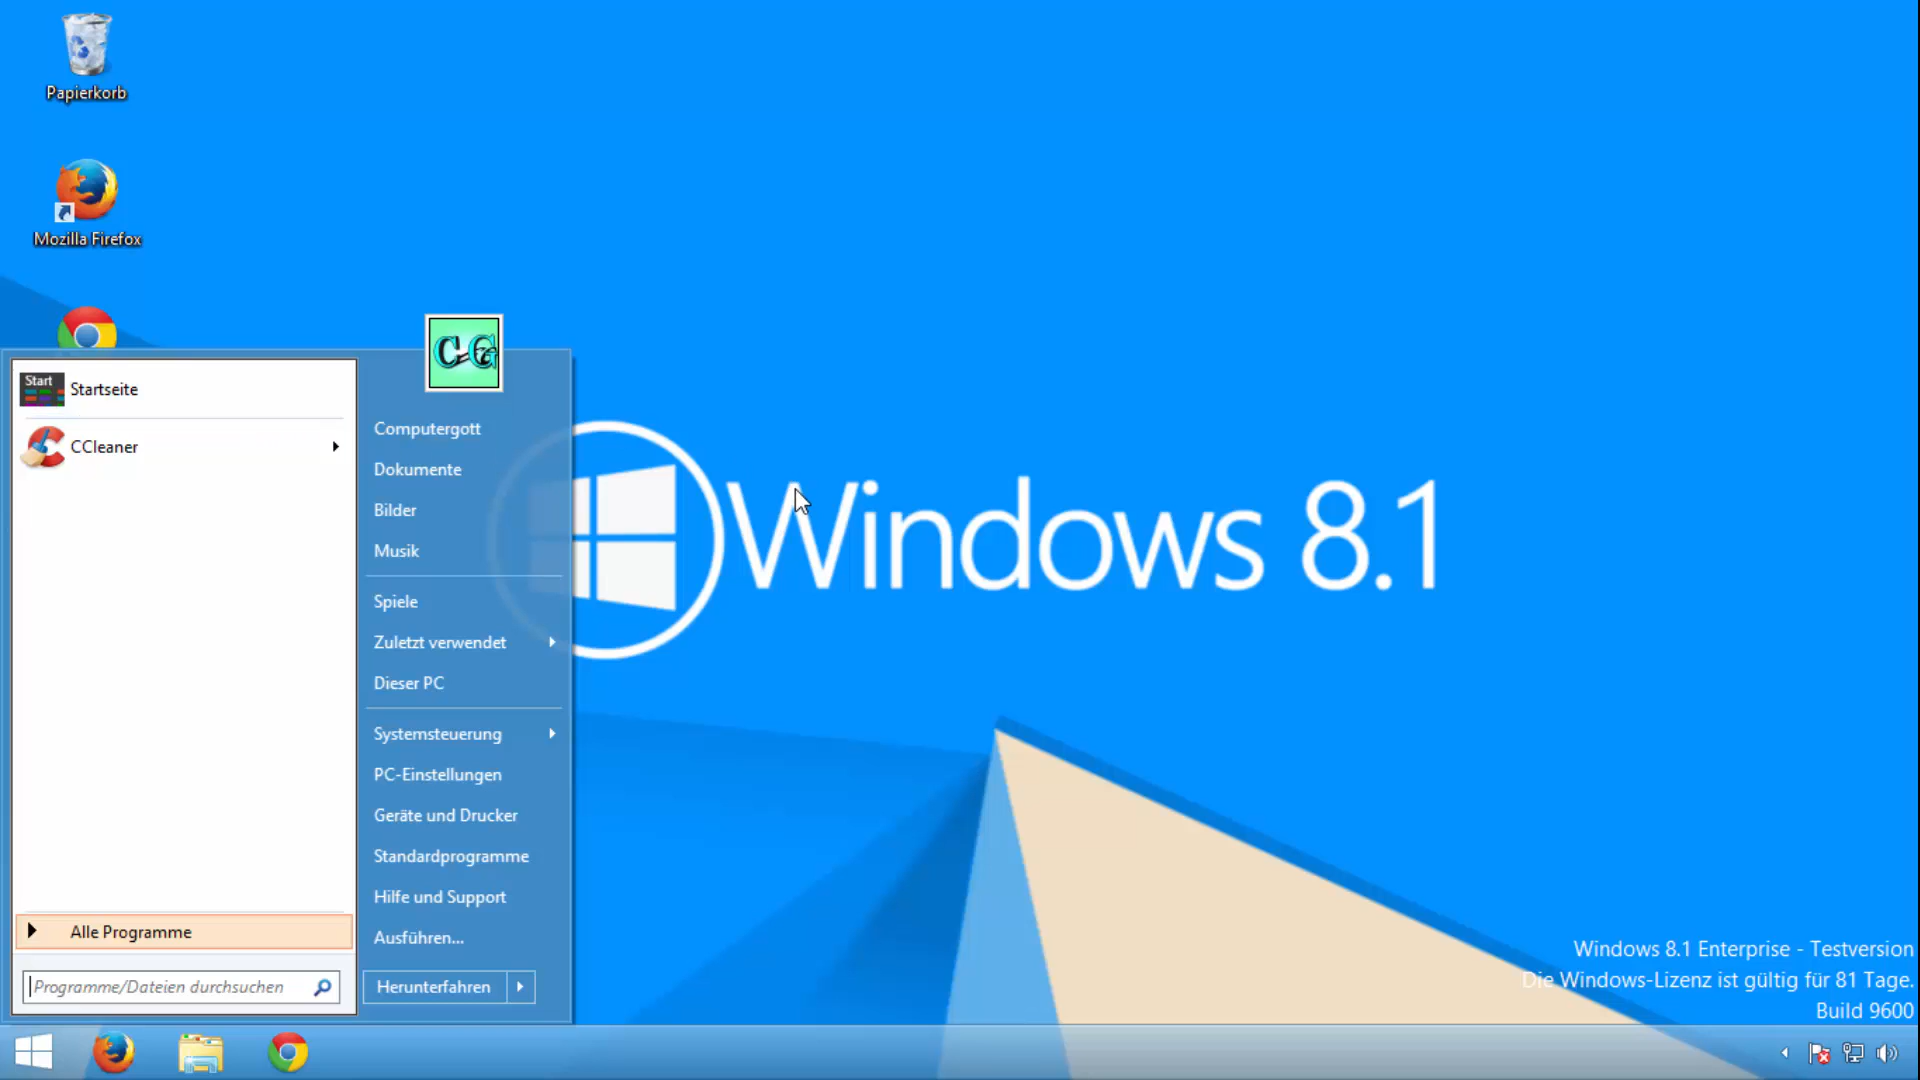 Papierkorb
Mozilla Firefox
Start
Startseite
CCleaner
Alle Programme
Programme/Dateien durchsuchen
C G
Computergott
Dokumente
Bilder
Musik
Spiele
Zuletzt verwendet
Dieser PC
Systemsteuerung
PC-Einstellungen
Geräte und Drucker
Standardprogramme
Hilfe und Support
Ausführen...
Herunterfahren
Windows 8.1
Windows 8.1 Enterprise - Testversion
Die Windows-Lizenz ist gültig für 81 Tage.
Build 9600